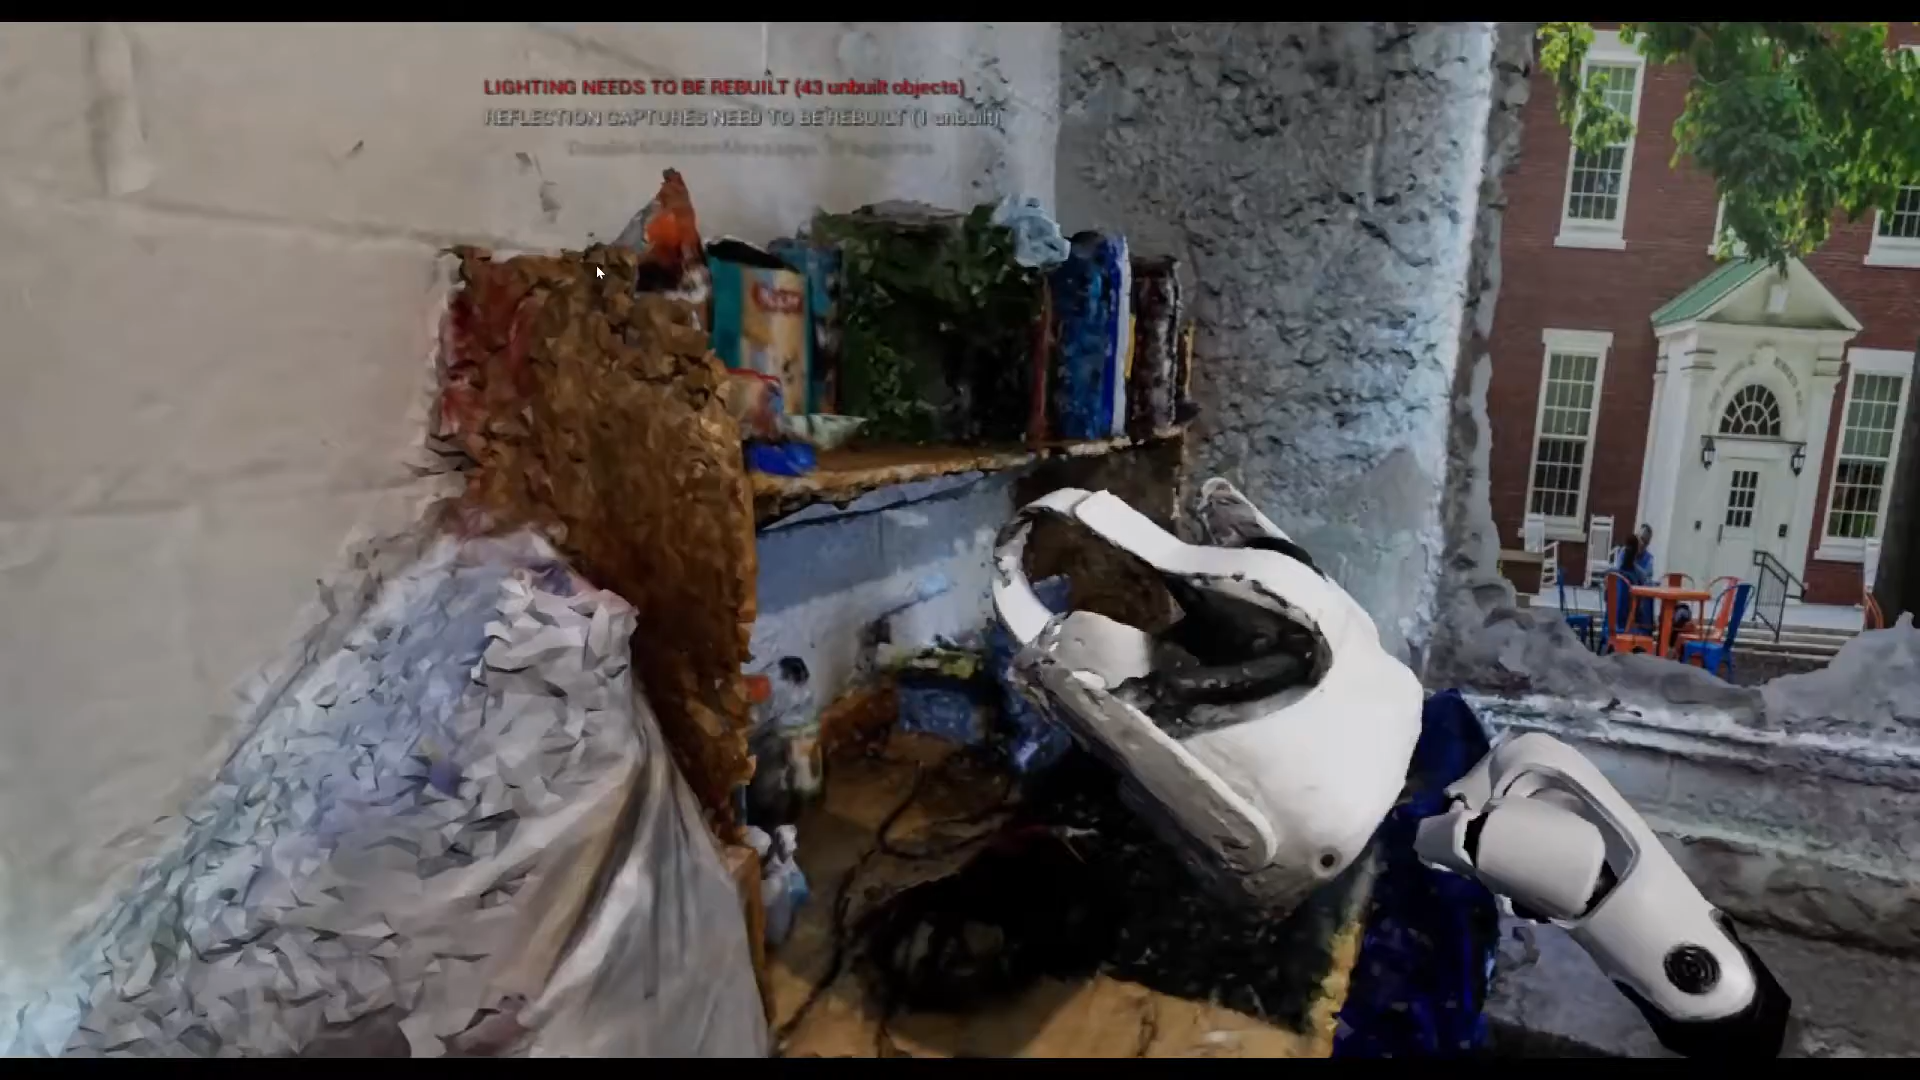 LIGHTING NEEDS TO BE REBUILT (43 unbuilt objects)
REFLECTION CAPTURES NEED TO BE REBUILT (1 unbuilt)